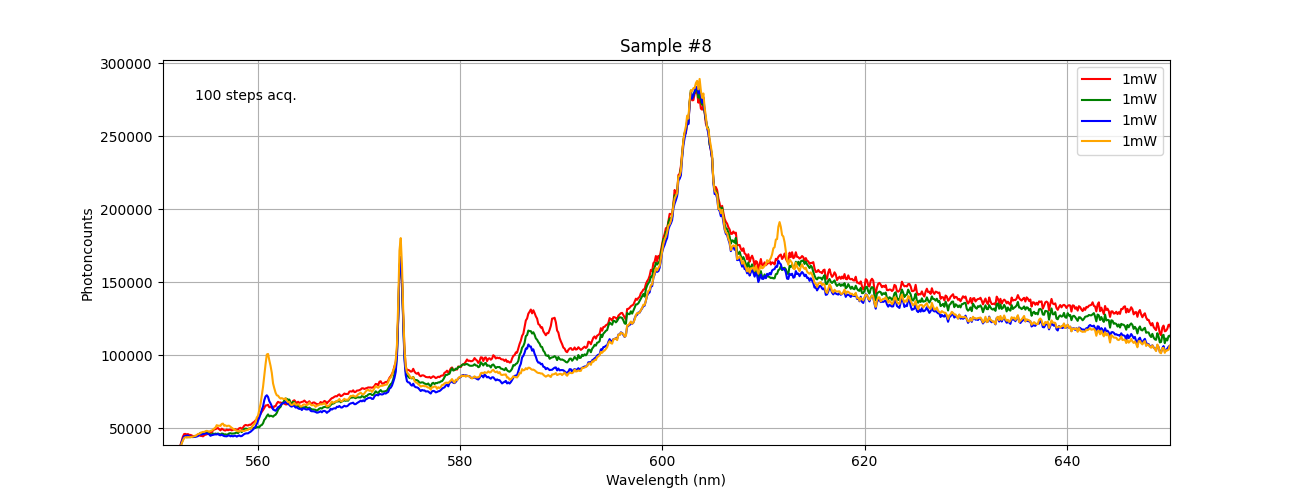 Sample #8
300000
250000
200000
150000
100000
50000
Photoncounts
100 steps acq.
1mW
1mW
1mW
1mW
560
580
600
620
640
Wavelength (nm)